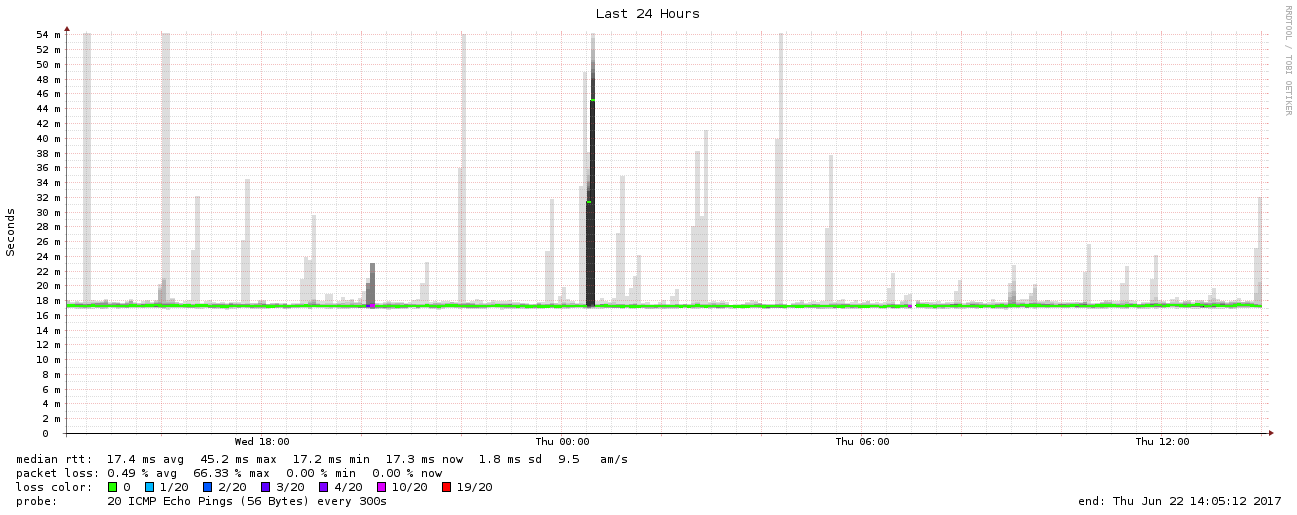 Last 24 Hours
RRDTOOL / TOBI OETIKER
Seconds
54 m
52 m
50 m
48 m
46 m
44 m
42 m
40 m
38 m
36 m
34 m
32 m
30 m
28 m
26 m
24 m
22 m
20 m
18 m
16 m
14 m
12 m
10 m
8 m
6 m
4 m
2 m
0
Wed 18:00 Thu 00:00 Thu 06:00 Thu 12:00
median rtt: 17.4 ms avg 45.2 ms max 17.2 ms min 17.3 ms now 1.8 ms sd 9.5 am/s
packet loss: 0.49 % avg 66.33 % max 0.00 % min 0.00 % now
loss color: 0 1/20 2/20 3/20 4/20 10/20 19/20
probe: 20 ICMP Echo Pings (56 Bytes) every 300s end: Thu Jun 22 14:05:12 2017